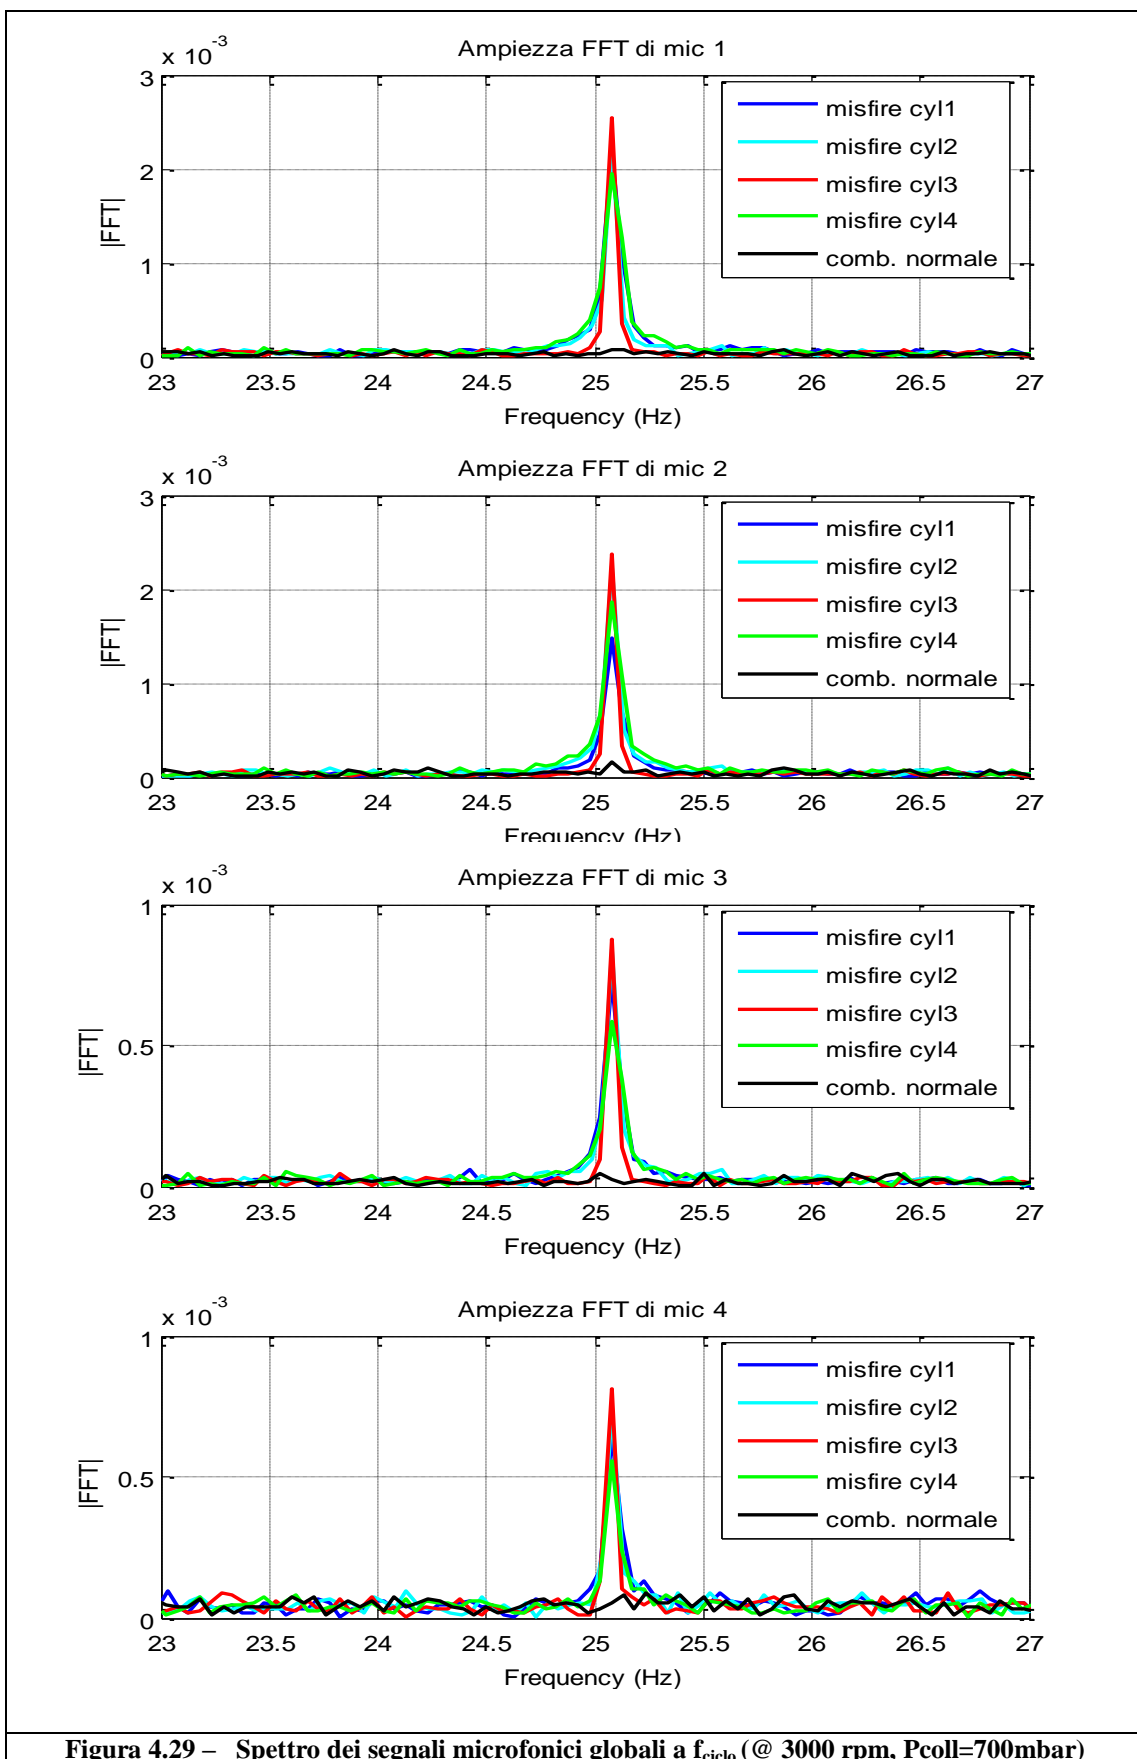 Ampiezza FFT di mic 1
x 10-3
3
2
1
0
|FFT|
misfire cyl1
misfire cyl2
misfire cyl3
misfire cyl4
comb. normale
23 23.5 24 24.5 25 25.5 26 26.5 27
Frequency (Hz)
Ampiezza FFT di mic 2
x 10-3
3
2
1
0
|FFT|
misfire cyl1
misfire cyl2
misfire cyl3
misfire cyl4
comb. normale
23 23.5 24 24.5 25 25.5 26 26.5 27
Frequency (Hz)
Ampiezza FFT di mic 3
x 10-3
1
0.5
0
|FFT|
misfire cyl1
misfire cyl2
misfire cyl3
misfire cyl4
comb. normale
23 23.5 24 24.5 25 25.5 26 26.5 27
Frequency (Hz)
Ampiezza FFT di mic 4
x 10-3
1
0.5
0
|FFT|
misfire cyl1
misfire cyl2
misfire cyl3
misfire cyl4
comb. normale
23 23.5 24 24.5 25 25.5 26 26.5 27
Frequency (Hz)
Figura 4.29 – Spettro dei segnali microfonici globali a fciclo (@ 3000 rpm, Pcoll=700mbar)